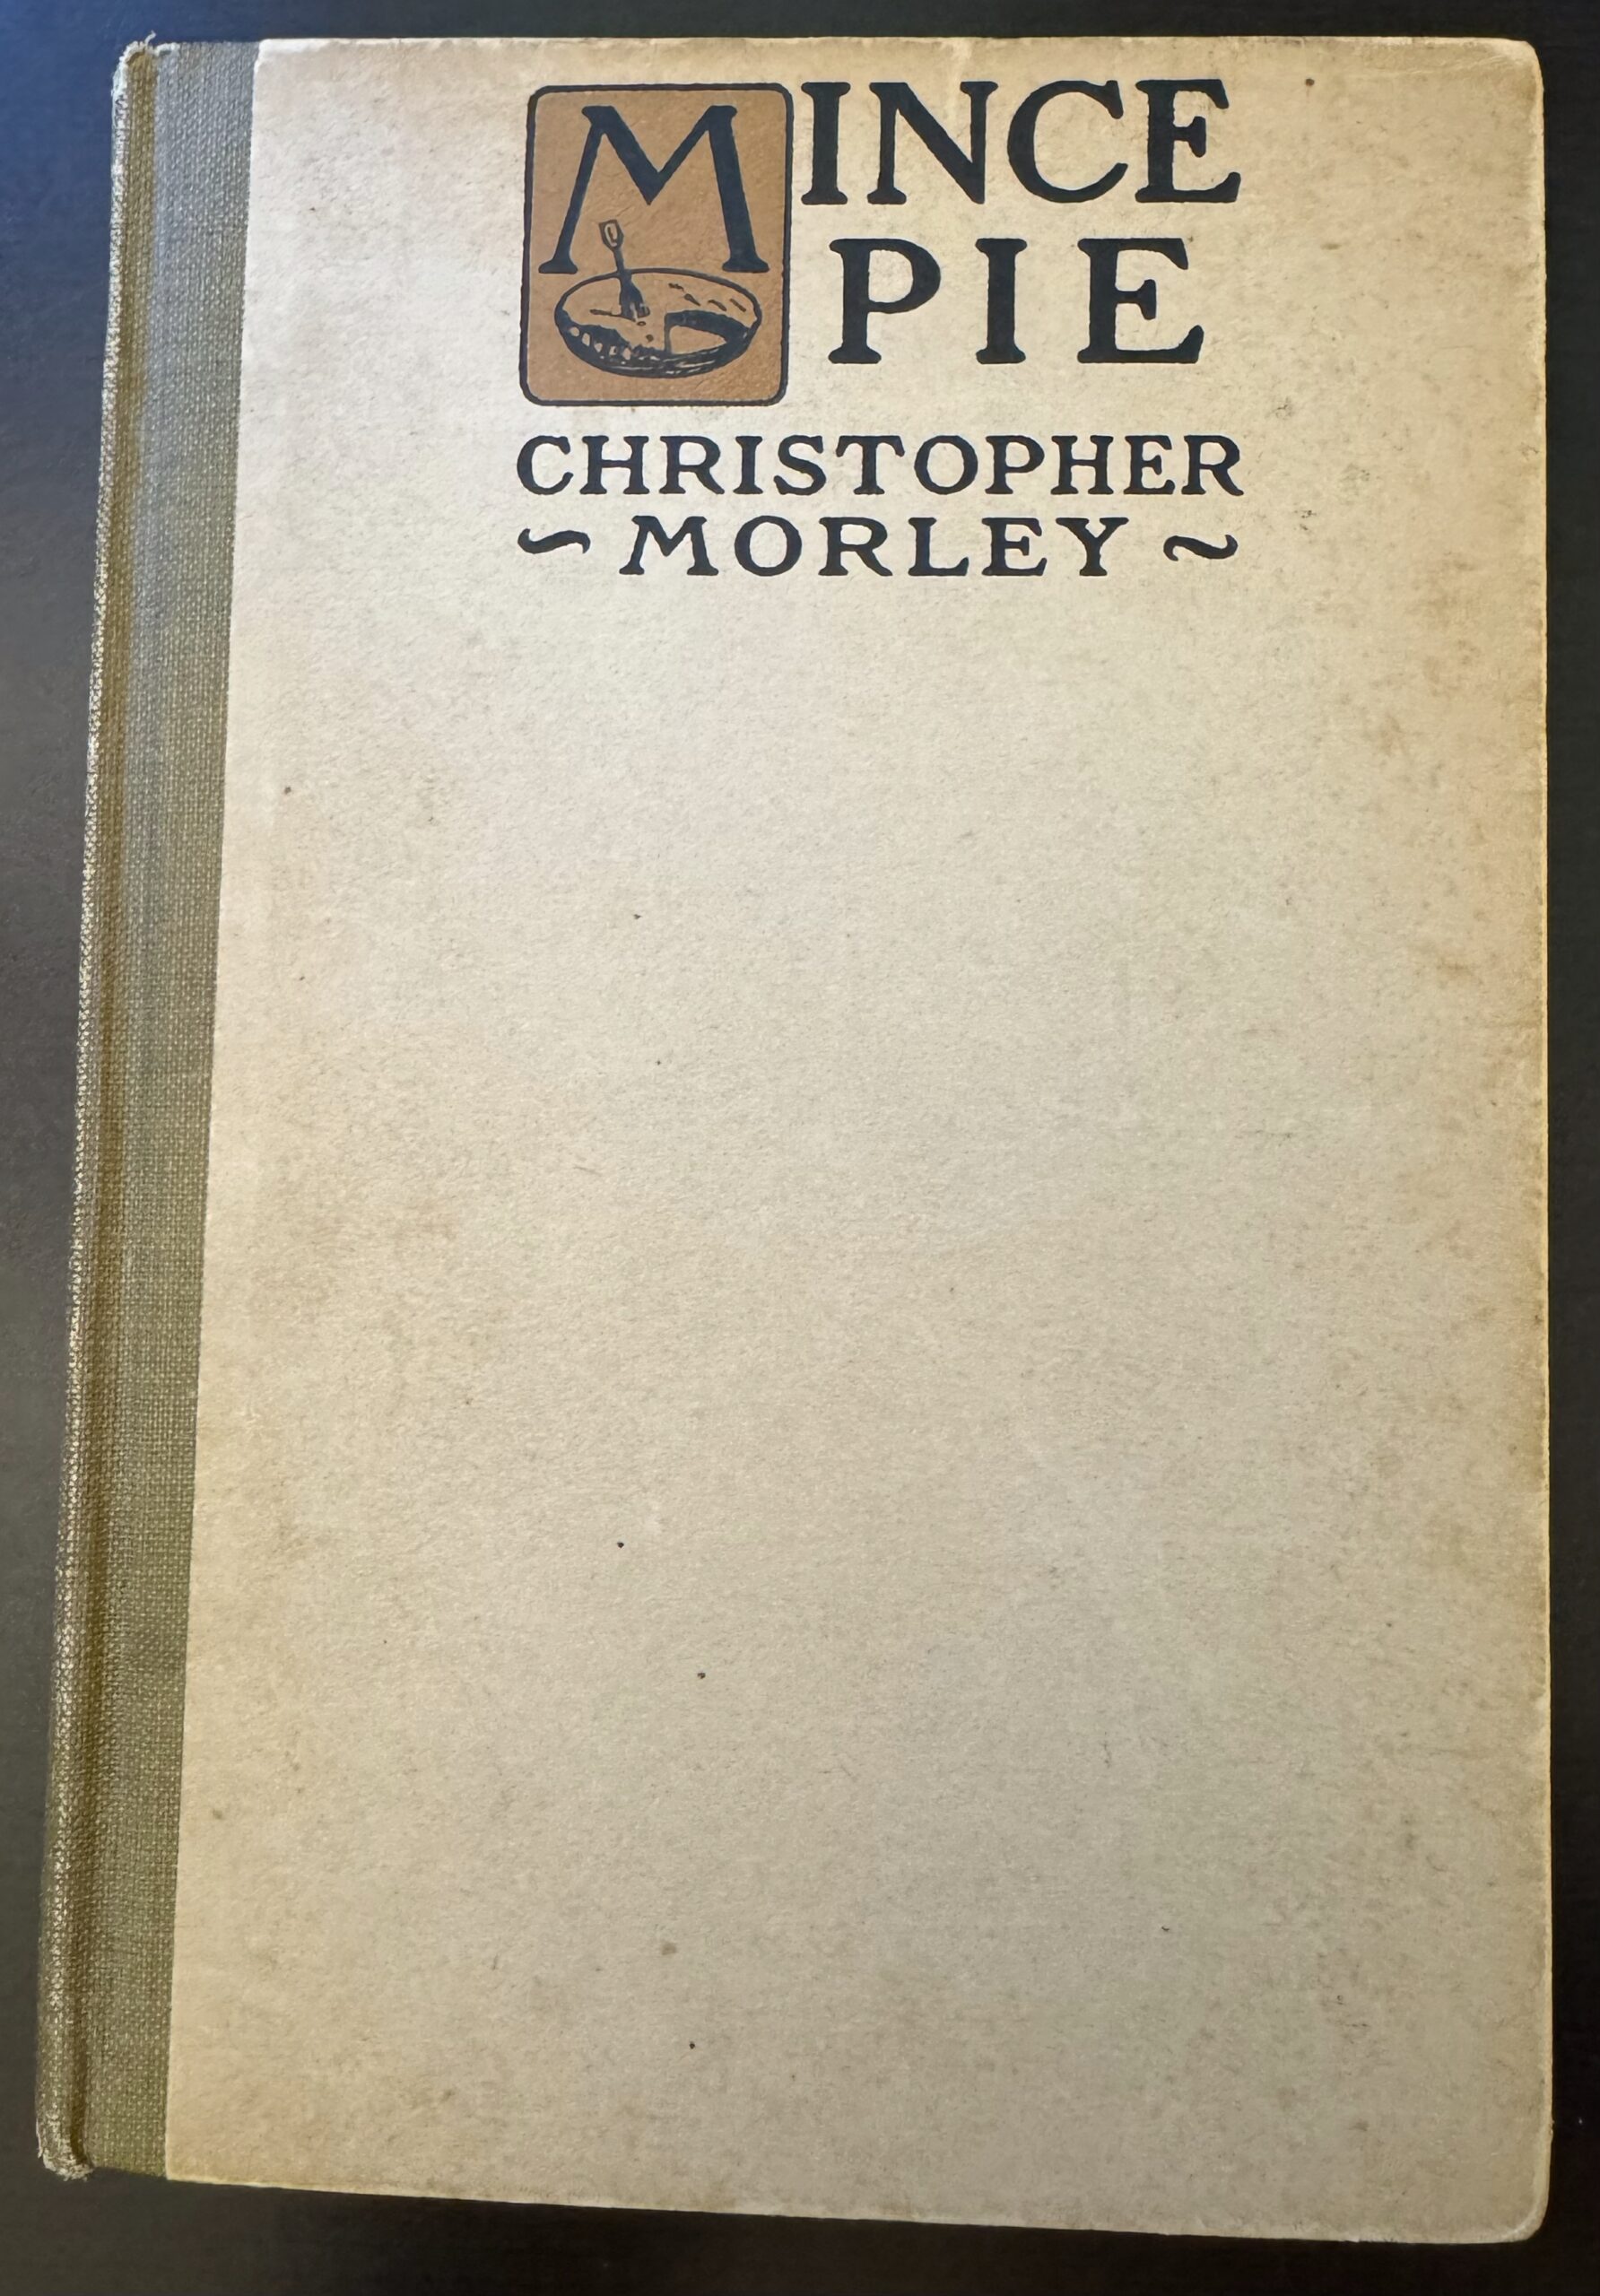 MINCE
PIE
CHRISTOPHER
~ MORLEY ~